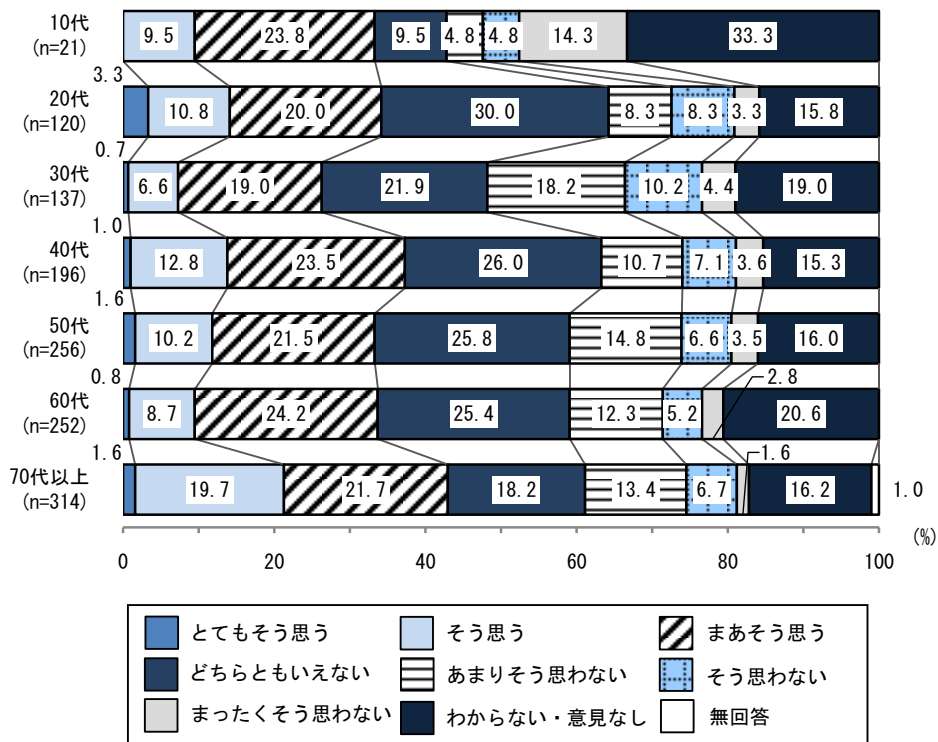 10代
(n=21)
9.5 23.8 9.5 4.8 4.8 14.3 33.3
3.3
20代
(n=120)
10.8 20.0 30.0 8.3 8.3 3.3 15.8
0.7
30代
(n=137)
6.6 19.0 21.9 18.2 10.2 4.4 19.0
1.0
40代
(n=196)
12.8 23.5 26.0 10.7 7.1 3.6 15.3
1.6
50代
(n=256)
10.2 21.5 25.8 14.8 6.6 3.5 16.0
0.8
2.8
60代
(n=252)
8.7 24.2 25.4 12.3 5.2 20.6
1.6
1.6
70代以上
(n=314)
19.7 21.7 18.2 13.4 6.7 16.2 1.0
(%)
0 20 40 60 80 100
とてもそう思う そう思う まあそう思う
どちらともいえない あまりそう思わない そう思わない
まったくそう思わない わからない・意見なし 無回答